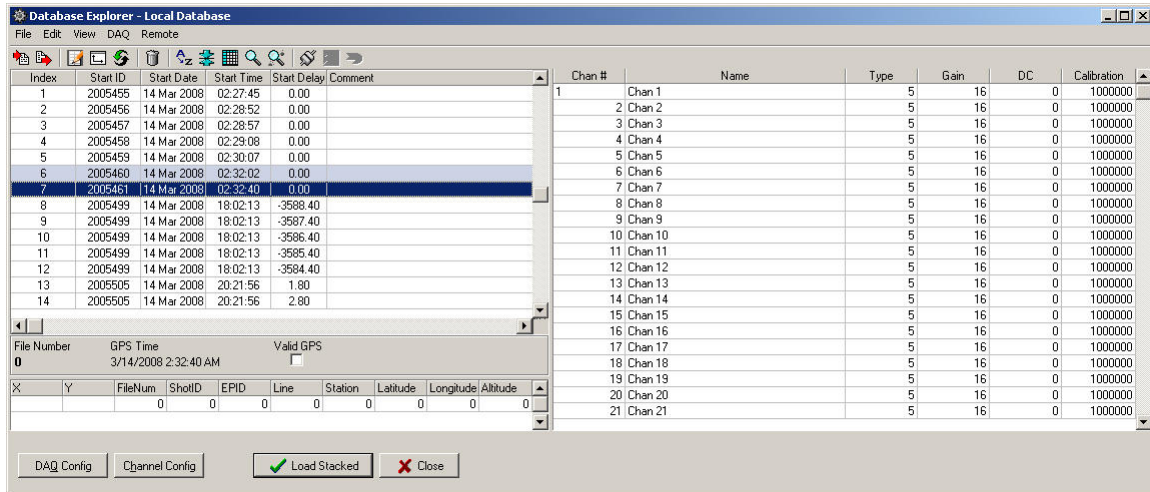 Database Explorer - Local Database
File Edit View DAQ Remote
Index Start ID Start Date Start Time Start Delay Comment
1 2005455 14 Mar 2008 02:27:45 0.00
2 2005456 14 Mar 2008 02:28:52 0.00
3 2005457 14 Mar 2008 02:28:57 0.00
4 2005458 14 Mar 2008 02:29:08 0.00
5 2005459 14 Mar 2008 02:30:07 0.00
6 2005460 14 Mar 2008 02:32:02 0.00
7 2005461 14 Mar 2008 02:32:40 0.00
8 2005499 14 Mar 2008 18:02:13 -3588.40
9 2005499 14 Mar 2008 18:02:13 -3587.40
10 2005499 14 Mar 2008 18:02:13 -3586.40
11 2005499 14 Mar 2008 18:02:13 -3585.40
12 2005499 14 Mar 2008 18:02:13 -3584.40
13 2005505 14 Mar 2008 20:21:56 1.80
14 2005505 14 Mar 2008 20:21:56 2.80
File Number GPS Time Valid GPS
0 3/14/2008 2:32:40 AM
X Y FileNum ShotID EPID Line Station Latitude Longitude Altitude
0 0 0 0 0 0 0 0
Chan # Name Type Gain DC Calibration
1 Chan 1 5 16 0 1000000
2 Chan 2 5 16 0 1000000
3 Chan 3 5 16 0 1000000
4 Chan 4 5 16 0 1000000
5 Chan 5 5 16 0 1000000
6 Chan 6 5 16 0 1000000
7 Chan 7 5 16 0 1000000
8 Chan 8 5 16 0 1000000
9 Chan 9 5 16 0 1000000
10 Chan 10 5 16 0 1000000
11 Chan 11 5 16 0 1000000
12 Chan 12 5 16 0 1000000
13 Chan 13 5 16 0 1000000
14 Chan 14 5 16 0 1000000
15 Chan 15 5 16 0 1000000
16 Chan 16 5 16 0 1000000
17 Chan 17 5 16 0 1000000
18 Chan 18 5 16 0 1000000
19 Chan 19 5 16 0 1000000
20 Chan 20 5 16 0 1000000
21 Chan 21 5 16 0 1000000
DAQ Config Channel Config Load Stacked Close